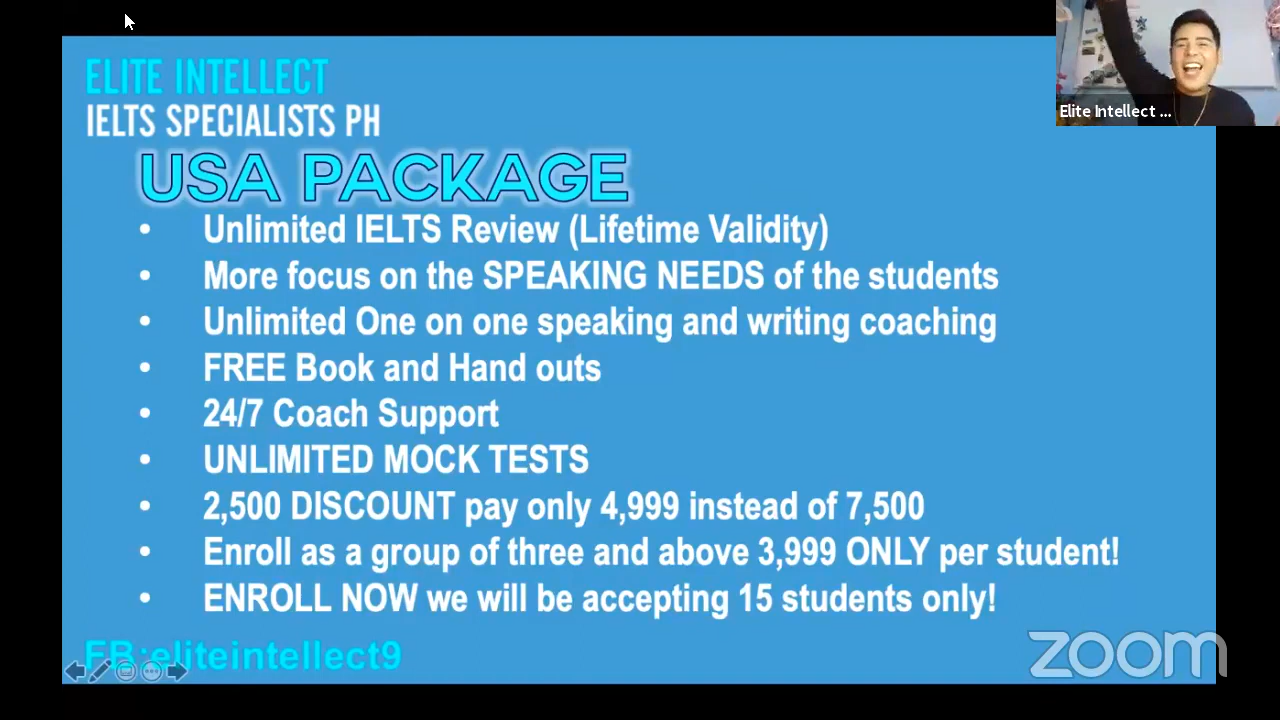 ELITE INTELLECT
IELTS SPECIALISTS PH
USA PACKAGE
• Unlimited IELTS Review (Lifetime Validity)
• More focus on the SPEAKING NEEDS of the students
• Unlimited One on one speaking and writing coaching
• FREE Book and Hand outs
• 24/7 Coach Support
• UNLIMITED MOCK TESTS
• 2,500 DISCOUNT pay only 4,999 instead of 7,500
• Enroll as a group of three and above 3,999 ONLY per student!
• ENROLL NOW we will be accepting 15 students only!
FB:eliteintellect9
Elite Intellect ...
zoom